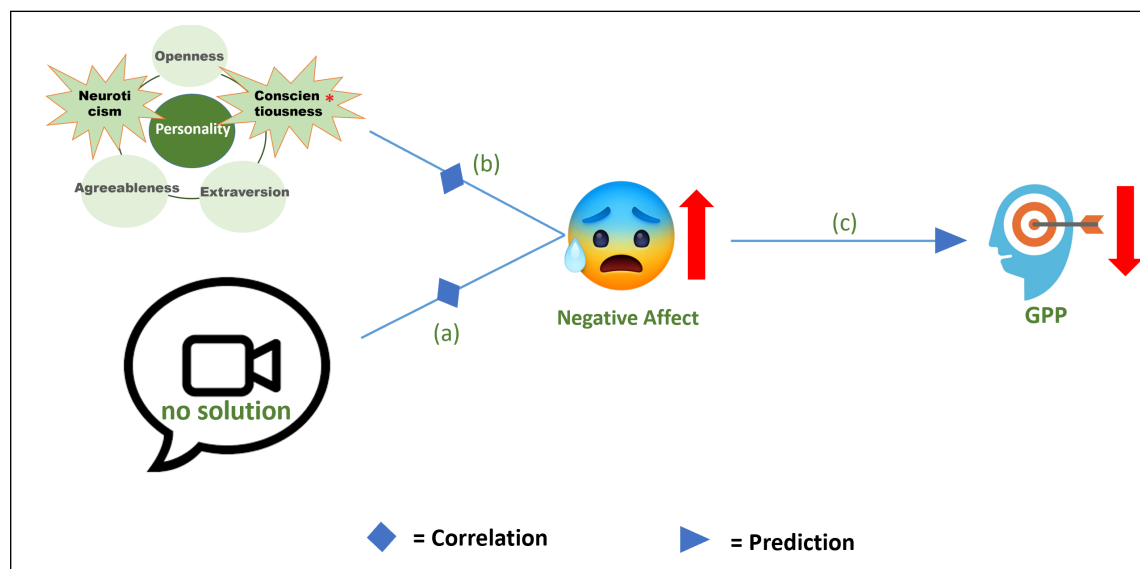 Openness
Neuroti
cism
Conscien *
tiousness
Personality
Agreeableness
Extraversion
(b)
(c)
(a)
no solution
Negative Affect
GPP
= Correlation
= Prediction